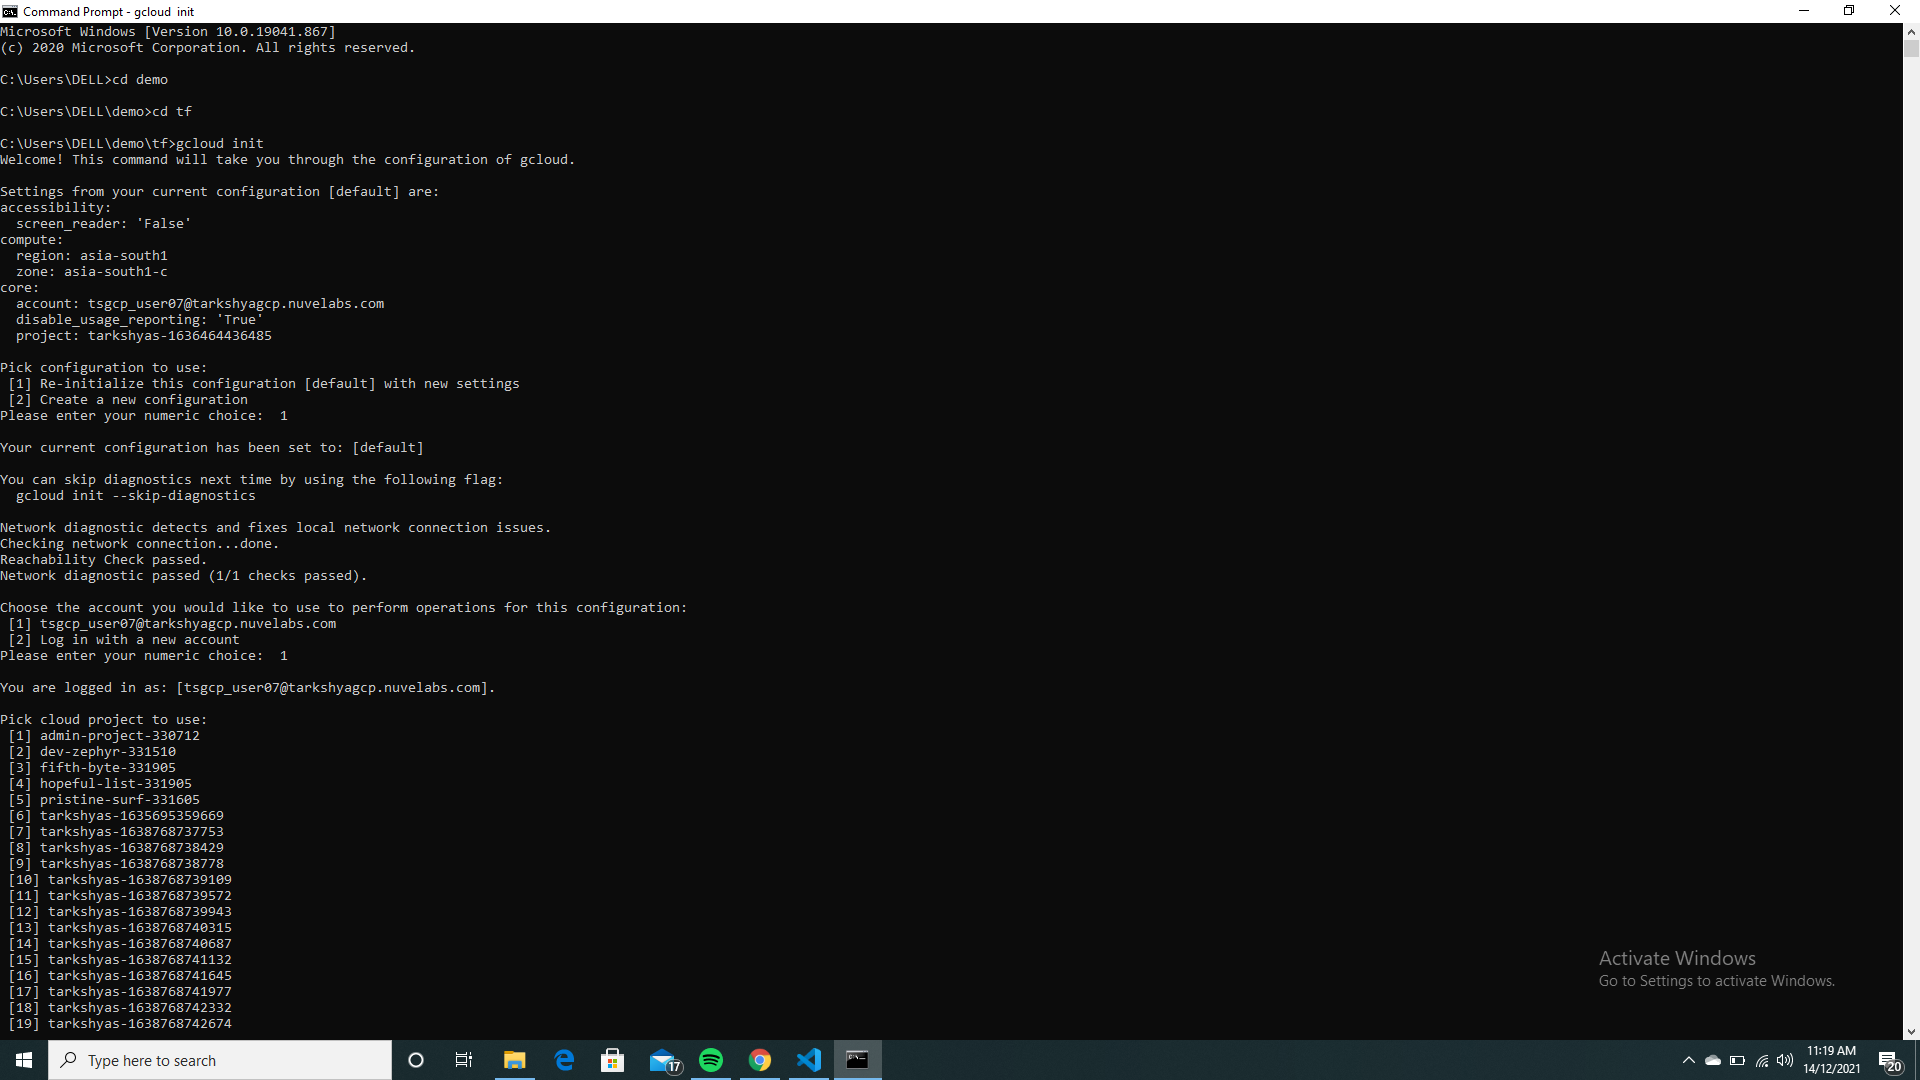 Command Prompt - gcloud  init
Microsoft Windows [Version 10.0.19041.867]
(c) 2020 Microsoft Corporation. All rights reserved.
C:\Users\DELL>cd demo
C:\Users\DELL\demo>cd tf
C:\Users\DELL\demo\tf>gcloud init
Welcome! This command will take you through the configuration of gcloud.
Settings from your current configuration [default] are:
accessibility:
  screen_reader: 'False'
compute:
  region: asia-south1
  zone: asia-south1-c
core:
  account: tsgcp_user07@tarkshyagcp.nuvelabs.com
  disable_usage_reporting: 'True'
  project: tarkshyas-1636464436485
Pick configuration to use:
 [1] Re-initialize this configuration [default] with new settings
 [2] Create a new configuration
Please enter your numeric choice:  1
Your current configuration has been set to: [default]
You can skip diagnostics next time by using the following flag:
  gcloud init --skip-diagnostics
Network diagnostic detects and fixes local network connection issues.
Checking network connection...done.
Reachability Check passed.
Network diagnostic passed (1/1 checks passed).
Choose the account you would like to use to perform operations for this configuration:
 [1] tsgcp_user07@tarkshyagcp.nuvelabs.com
 [2] Log in with a new account
Please enter your numeric choice:  1
You are logged in as: [tsgcp_user07@tarkshyagcp.nuvelabs.com].
Pick cloud project to use:
 [1] admin-project-330712
 [2] dev-zephyr-331510
 [3] fifth-byte-331905
 [4] hopeful-list-331905
 [5] pristine-surf-331605
 [6] tarkshyas-1635695359669
 [7] tarkshyas-1638768737753
 [8] tarkshyas-1638768738429
 [9] tarkshyas-1638768738778
 [10] tarkshyas-1638768739109
 [11] tarkshyas-1638768739572
 [12] tarkshyas-1638768739943
 [13] tarkshyas-1638768740315
 [14] tarkshyas-1638768740687
 [15] tarkshyas-1638768741132
 [16] tarkshyas-1638768741645
 [17] tarkshyas-1638768741977
 [18] tarkshyas-1638768742332
 [19] tarkshyas-1638768742674
Activate Windows
Go to Settings to activate Windows.
Type here to search
17
11:19 AM
14/12/2021
20